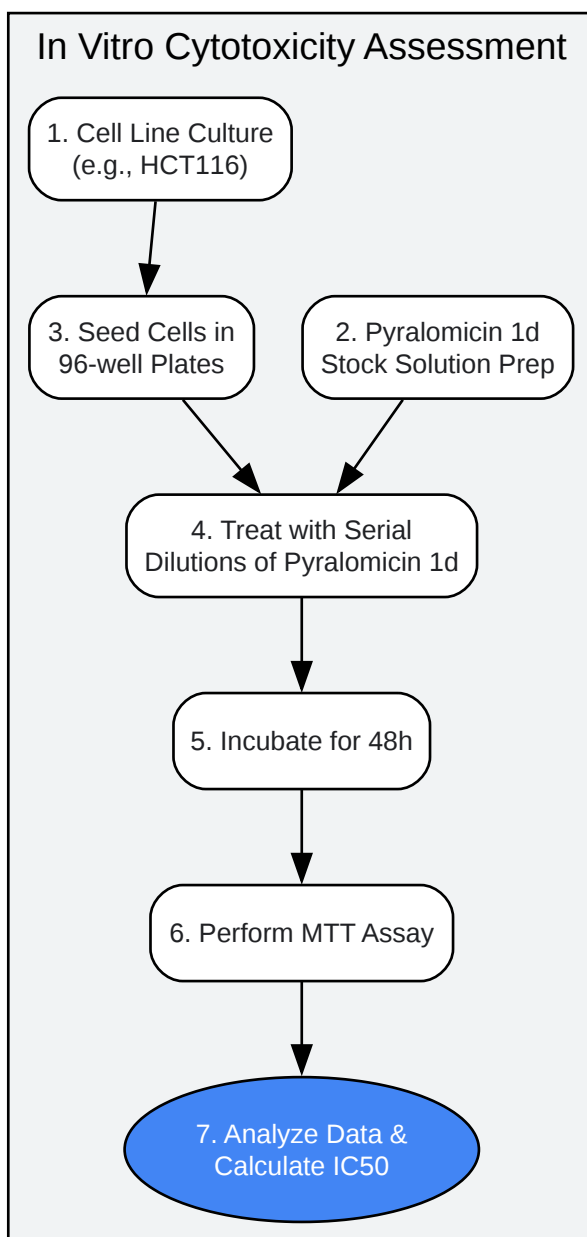 In Vitro Cytotoxicity Assessment
1. Cell Line Culture
(e.g., HCT116)
3. Seed Cells in
96-well Plates
2. Pyralomicin 1d
Stock Solution Prep
4. Treat with Serial
Dilutions of Pyralomicin 1d
5. Incubate for 48h
6. Perform MTT Assay
7. Analyze Data &
Calculate IC50